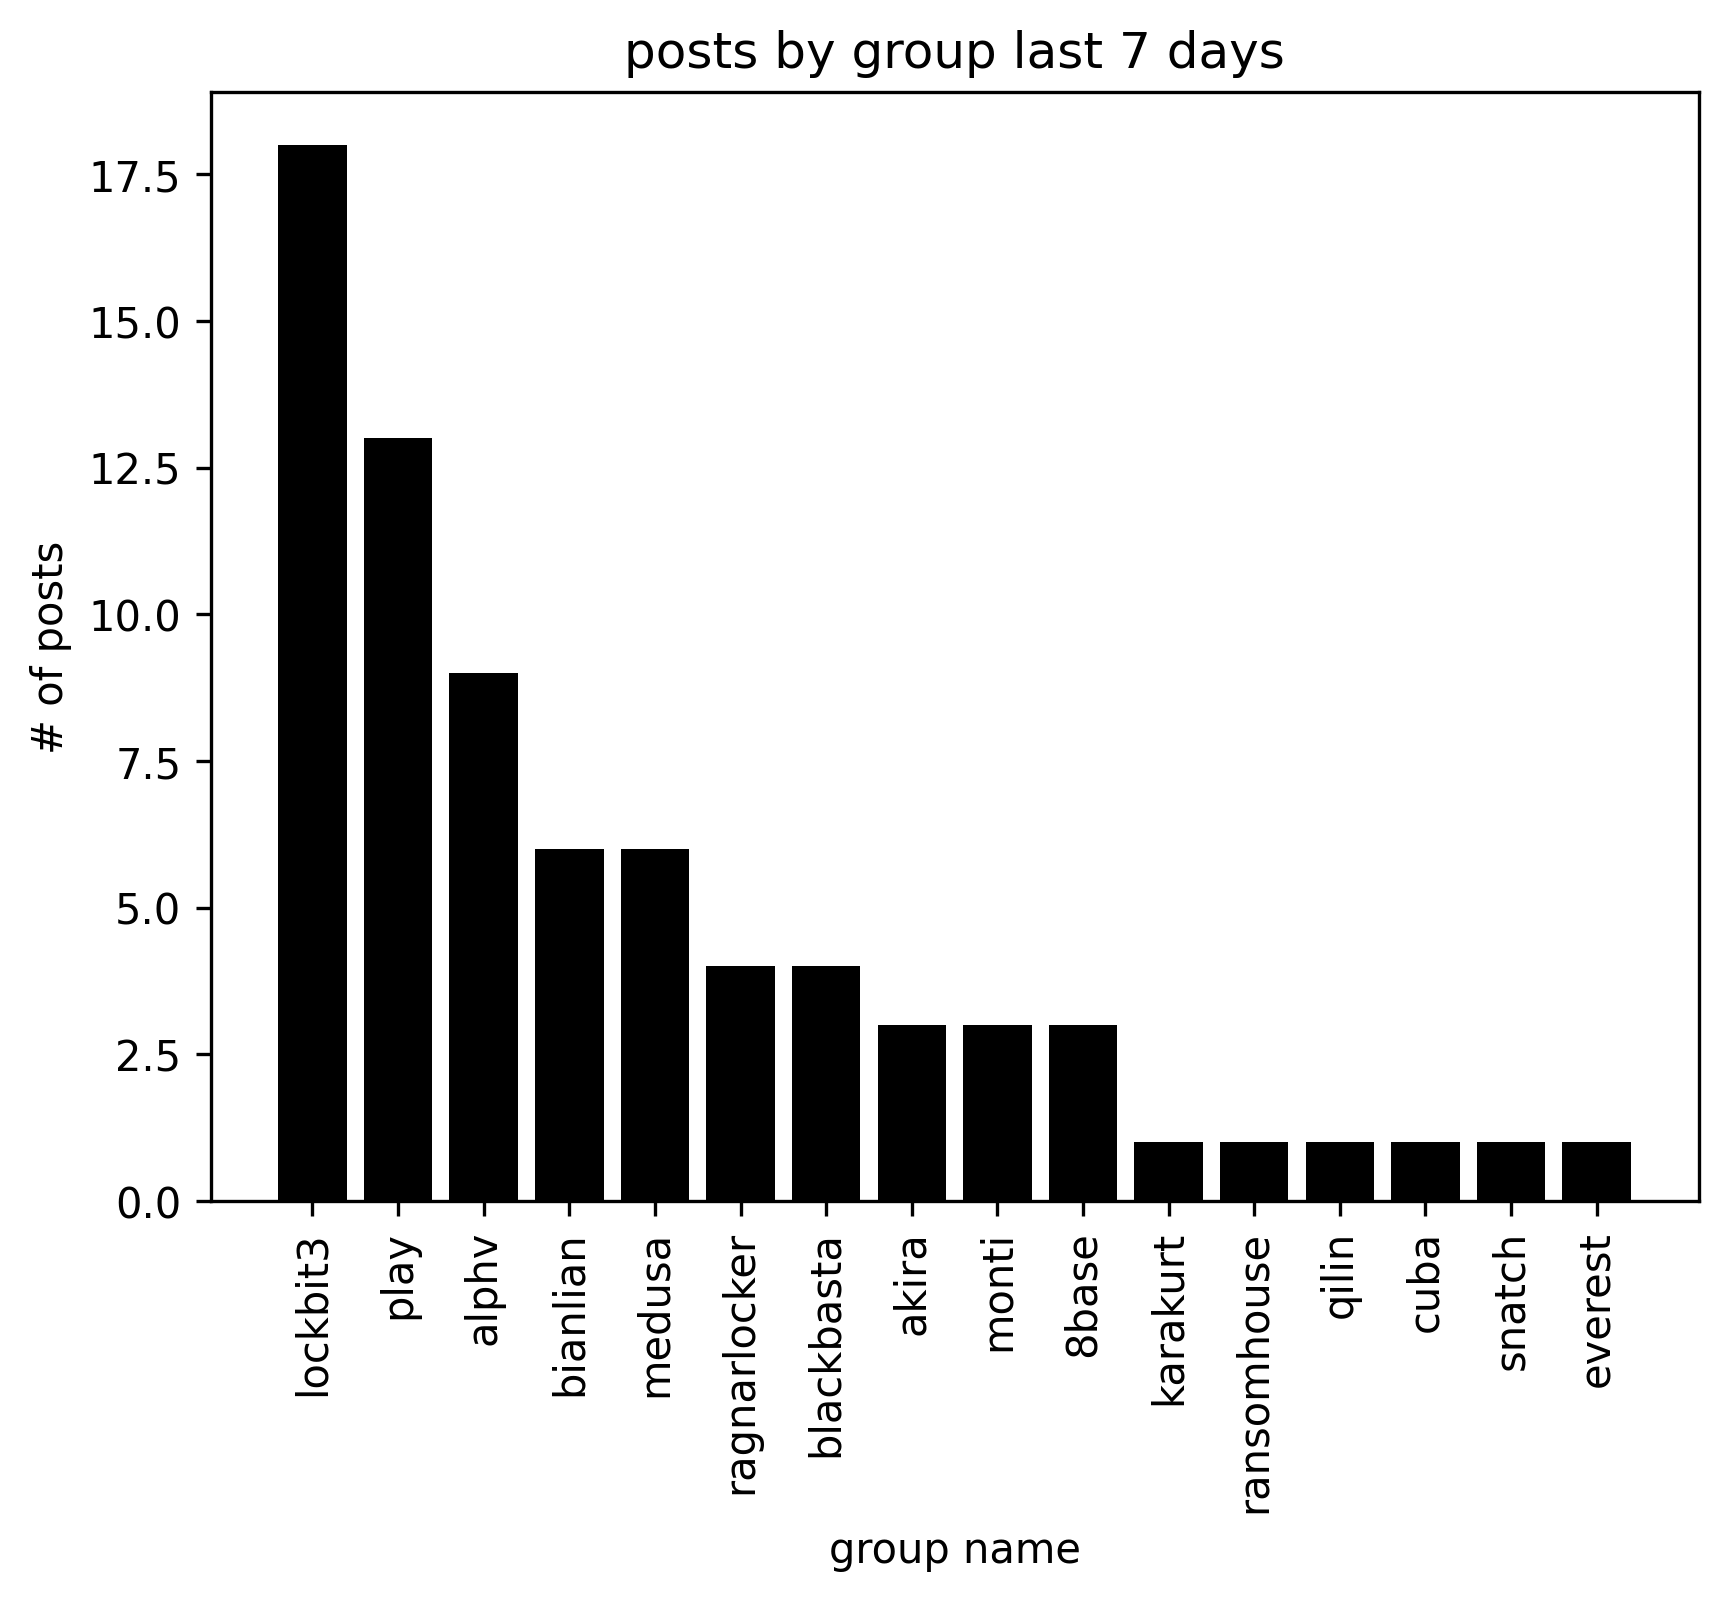 posts by group last 7 days
# of posts
17.5
15.0
12.5
10.0
7.5
5.0
2.5
0.0
lockbit3
play
alphv
bianlian
medusa
ragnarlocker
blackbasta
akira
monti
8base
karakurt
ransomhouse
qilin
cuba
snatch
everest
group name